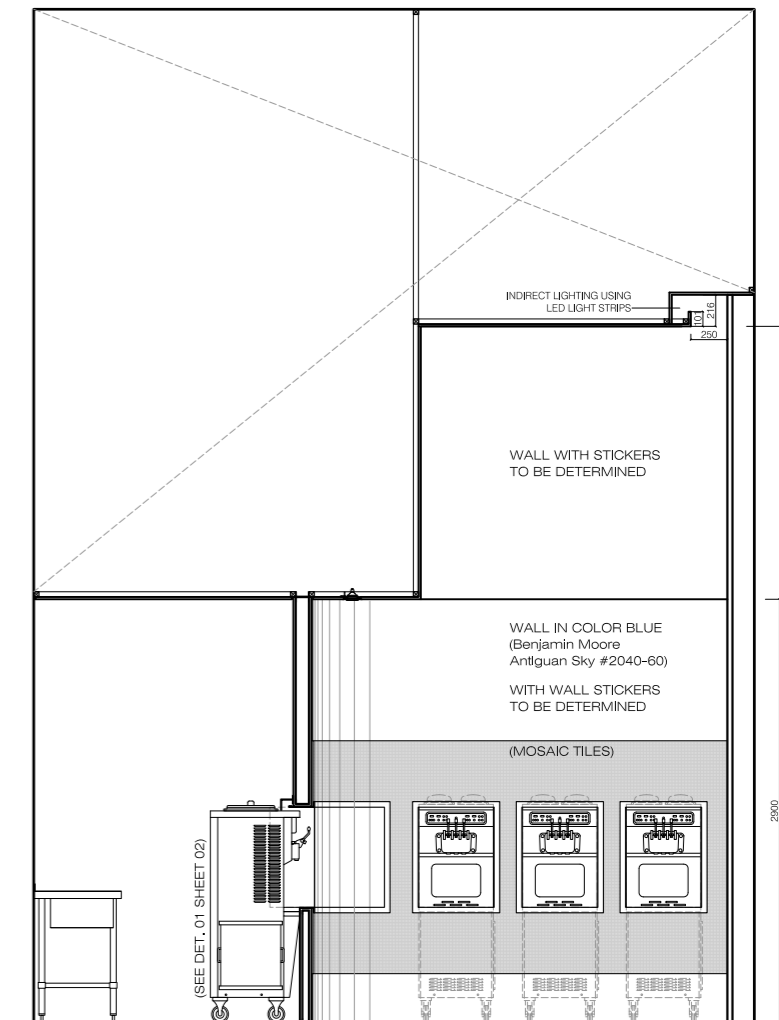 INDIRECT LIGHTING USING
LED LIGHT STRIPS
101
216
250
WALL WITH STICKERS
TO BE DETERMINED
WALL IN COLOR BLUE
(Benjamin Moore
Antiguan Sky #2040-60)
WITH WALL STICKERS
TO BE DETERMINED
(MOSAIC TILES)
2900
(SEE DET. 01 SHEET 02)